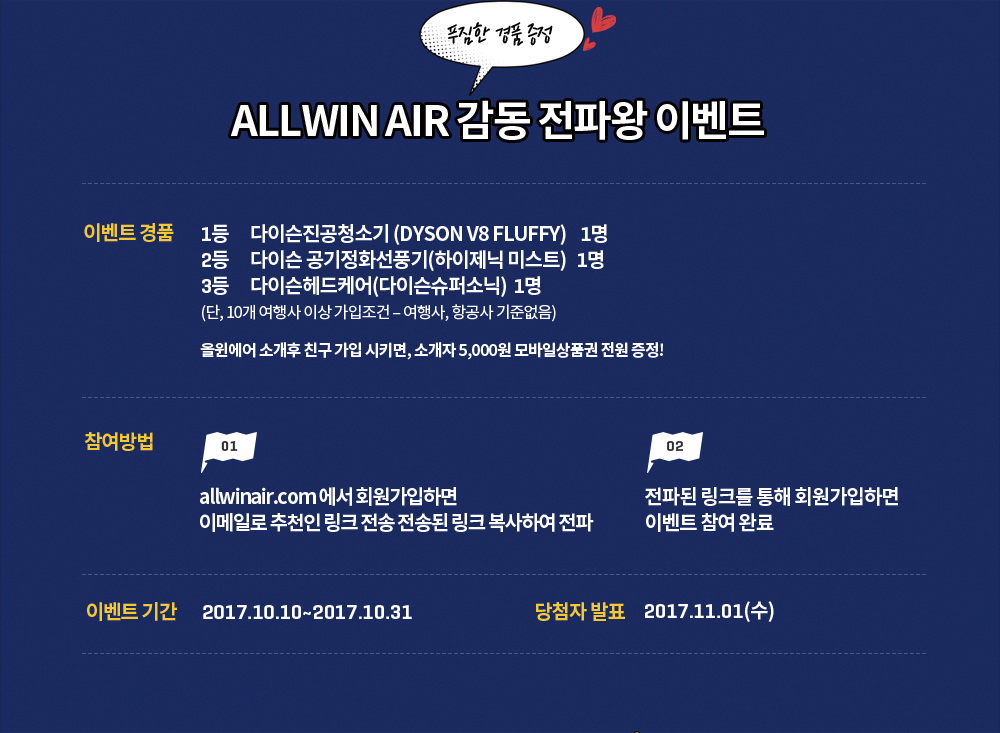 푸짐한 경품 증정
ALLWIN AIR 감동 전파왕 이벤트
이벤트 경품
1등 다이슨진공청소기 (DYSON V8 FLUFFY) 1명
2등 다이슨 공기정화선풍기(하이제닉 미스트) 1명
3등 다이슨헤드케어(다이슨슈퍼소닉) 1명
(단, 10개 여행사 이상 가입조건 – 여행사, 항공사 기준없음)
올윈에어 소개후 친구 가입 시키면, 소개자 5,000원 모바일상품권 전원 증정!
참여방법
01
allwinair.com 에서 회원가입하면
이메일로 추천인 링크 전송 전송된 링크 복사하여 전파
02
전파된 링크를 통해 회원가입하면
이벤트 참여 완료
이벤트 기간 2017.10.10~2017.10.31
당첨자 발표 2017.11.01(수)